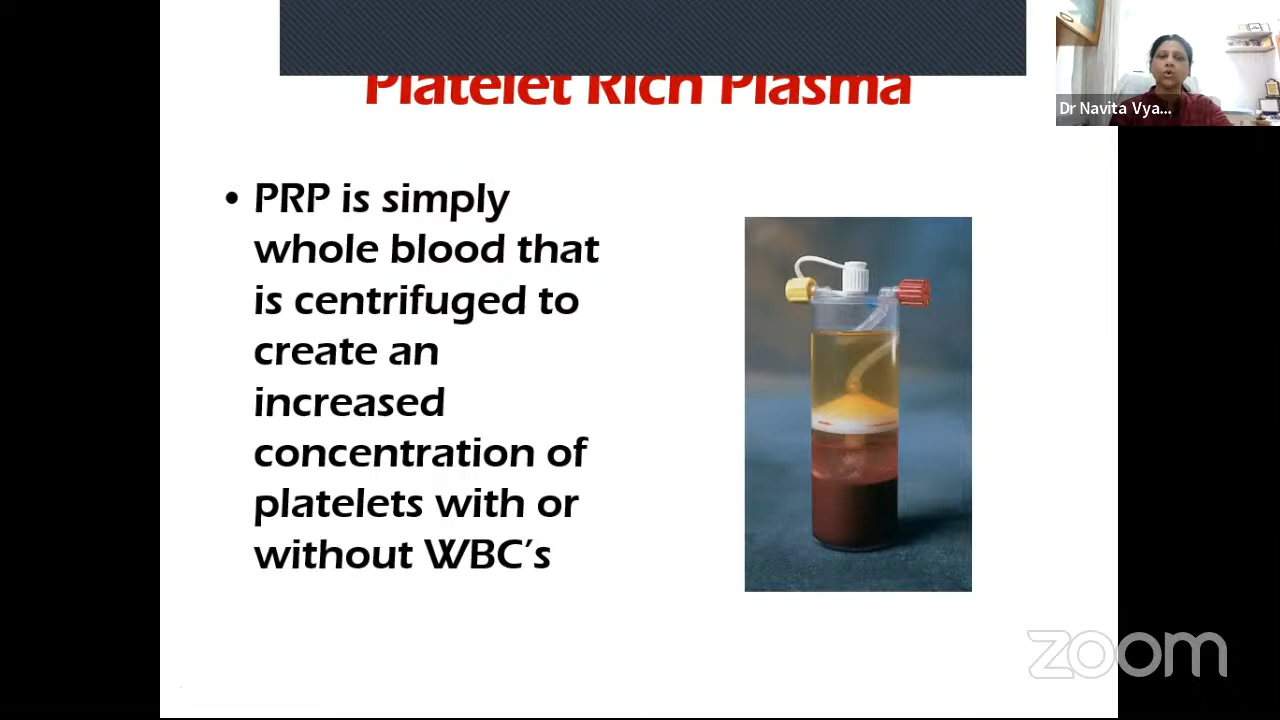 Platelet Rich Plasma
Dr Navita Vya...
• PRP is simply
whole blood that
is centrifuged to
create an
increased
concentration of
platelets with or
without WBC's
zoom